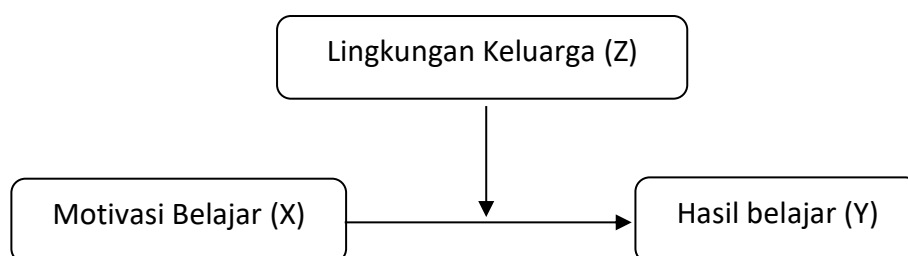 Lingkungan Keluarga (Z)
Motivasi Belajar (X)
Hasil belajar (Y)